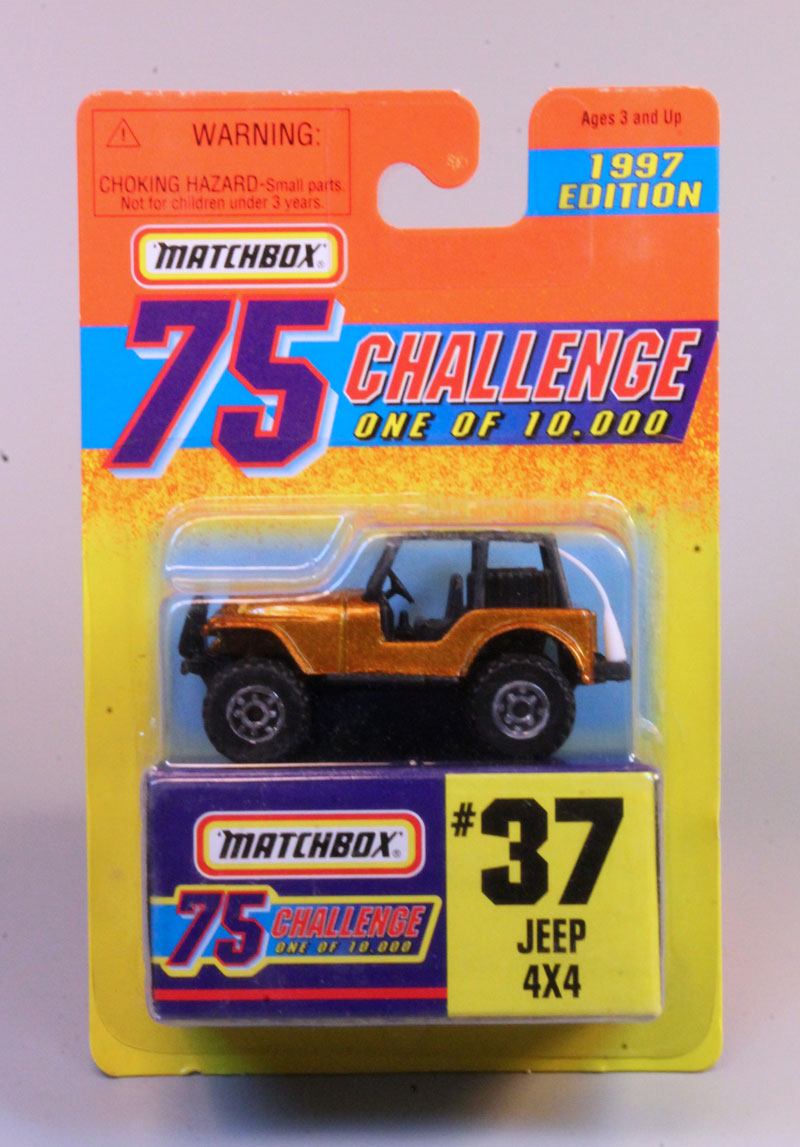 WARNING:
CHOKING HAZARD-Small parts.
Not for children under 3 years.
Ages 3 and Up
1997
EDITION
MATCHBOX®
75 CHALLENGE
ONE OF 10.000
MATCHBOX®
75 CHALLENGE
ONE OF 10.000
#37
JEEP
4X4